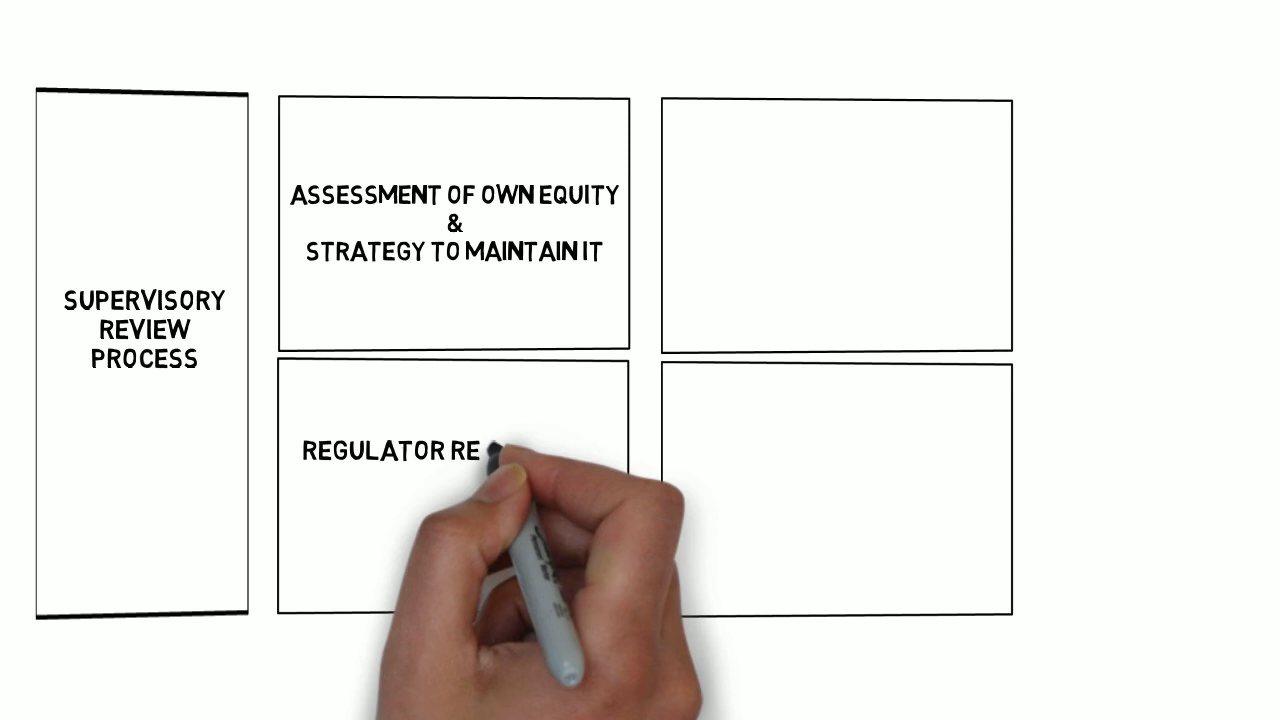 SUPERVISORY
REVIEW
PROCESS
ASSESSMENT OF OWN EQUITY
&
STRATEGY TO MAINTAIN IT
REGULATOR RE